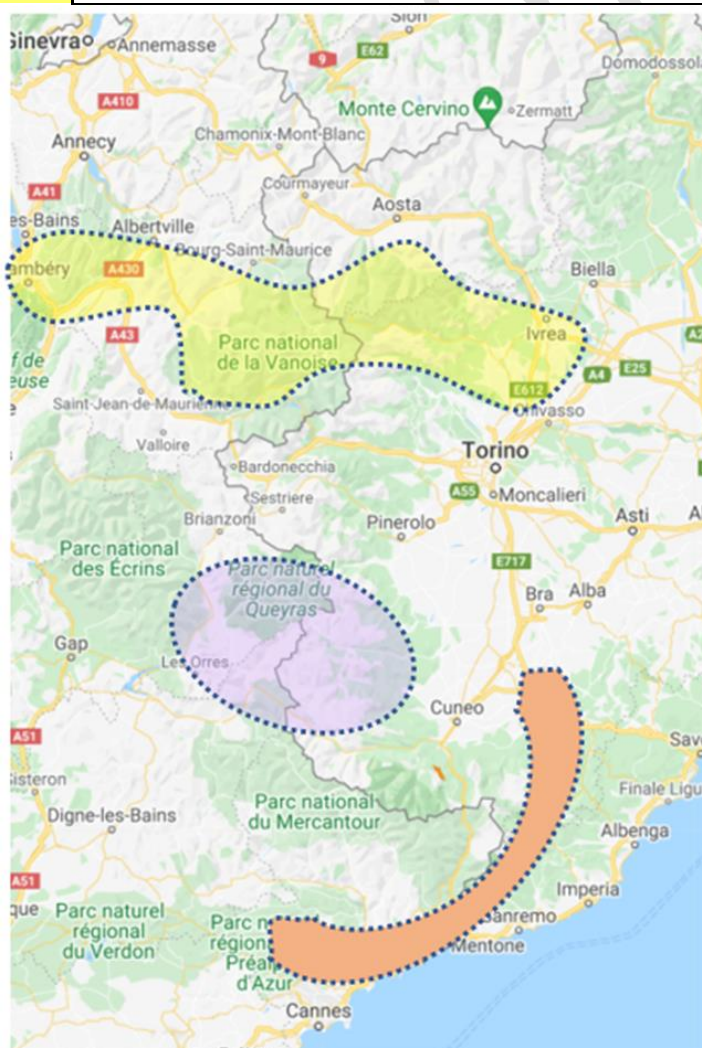 Sion
Ginevra
Annemasse
9
E62
Domodossola
A410
Monte Cervino
Zermatt
Annecy
Chamonix-Mont-Blanc
A41
Courmayeur
Aosta
es-Bains
Albertville
Bourg-Saint-Maurice
ambéry
A430
Biella
A43
Ivrea
Parc national
de la Vanoise
f de
euse
E612
A4
E25
Saint-Jean-de-Maurienne
Chivasso
Valloire
Torino
Bardonecchia
A55
Moncalieri
Sestriere
Brianzoni
Pinerolo
Asti
Parc national
des Écrins
E717
Parc naturel
régional du
Queyras
Bra
Alba
Gap
Les Orres
Cuneo
A51
Sav
isteron
Finale Ligu
Parc national
du Mercantour
Digne-les-Bains
Albenga
A51
que
Imperia
Parc naturel
régional
du Verdon
Parc n
région
Préal
d'Azur
Sanremo
Mentone
Cannes